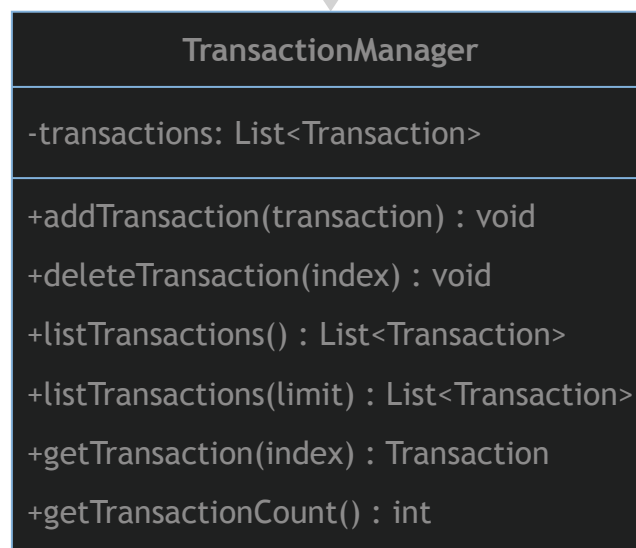 TransactionManager
-transactions: List<Transaction>
+addTransaction(transaction) : void
+deleteTransaction(index) : void
+listTransactions() : List<Transaction>
+listTransactions(limit) : List<Transaction>
+getTransaction(index) : Transaction
+getTransactionCount() : int